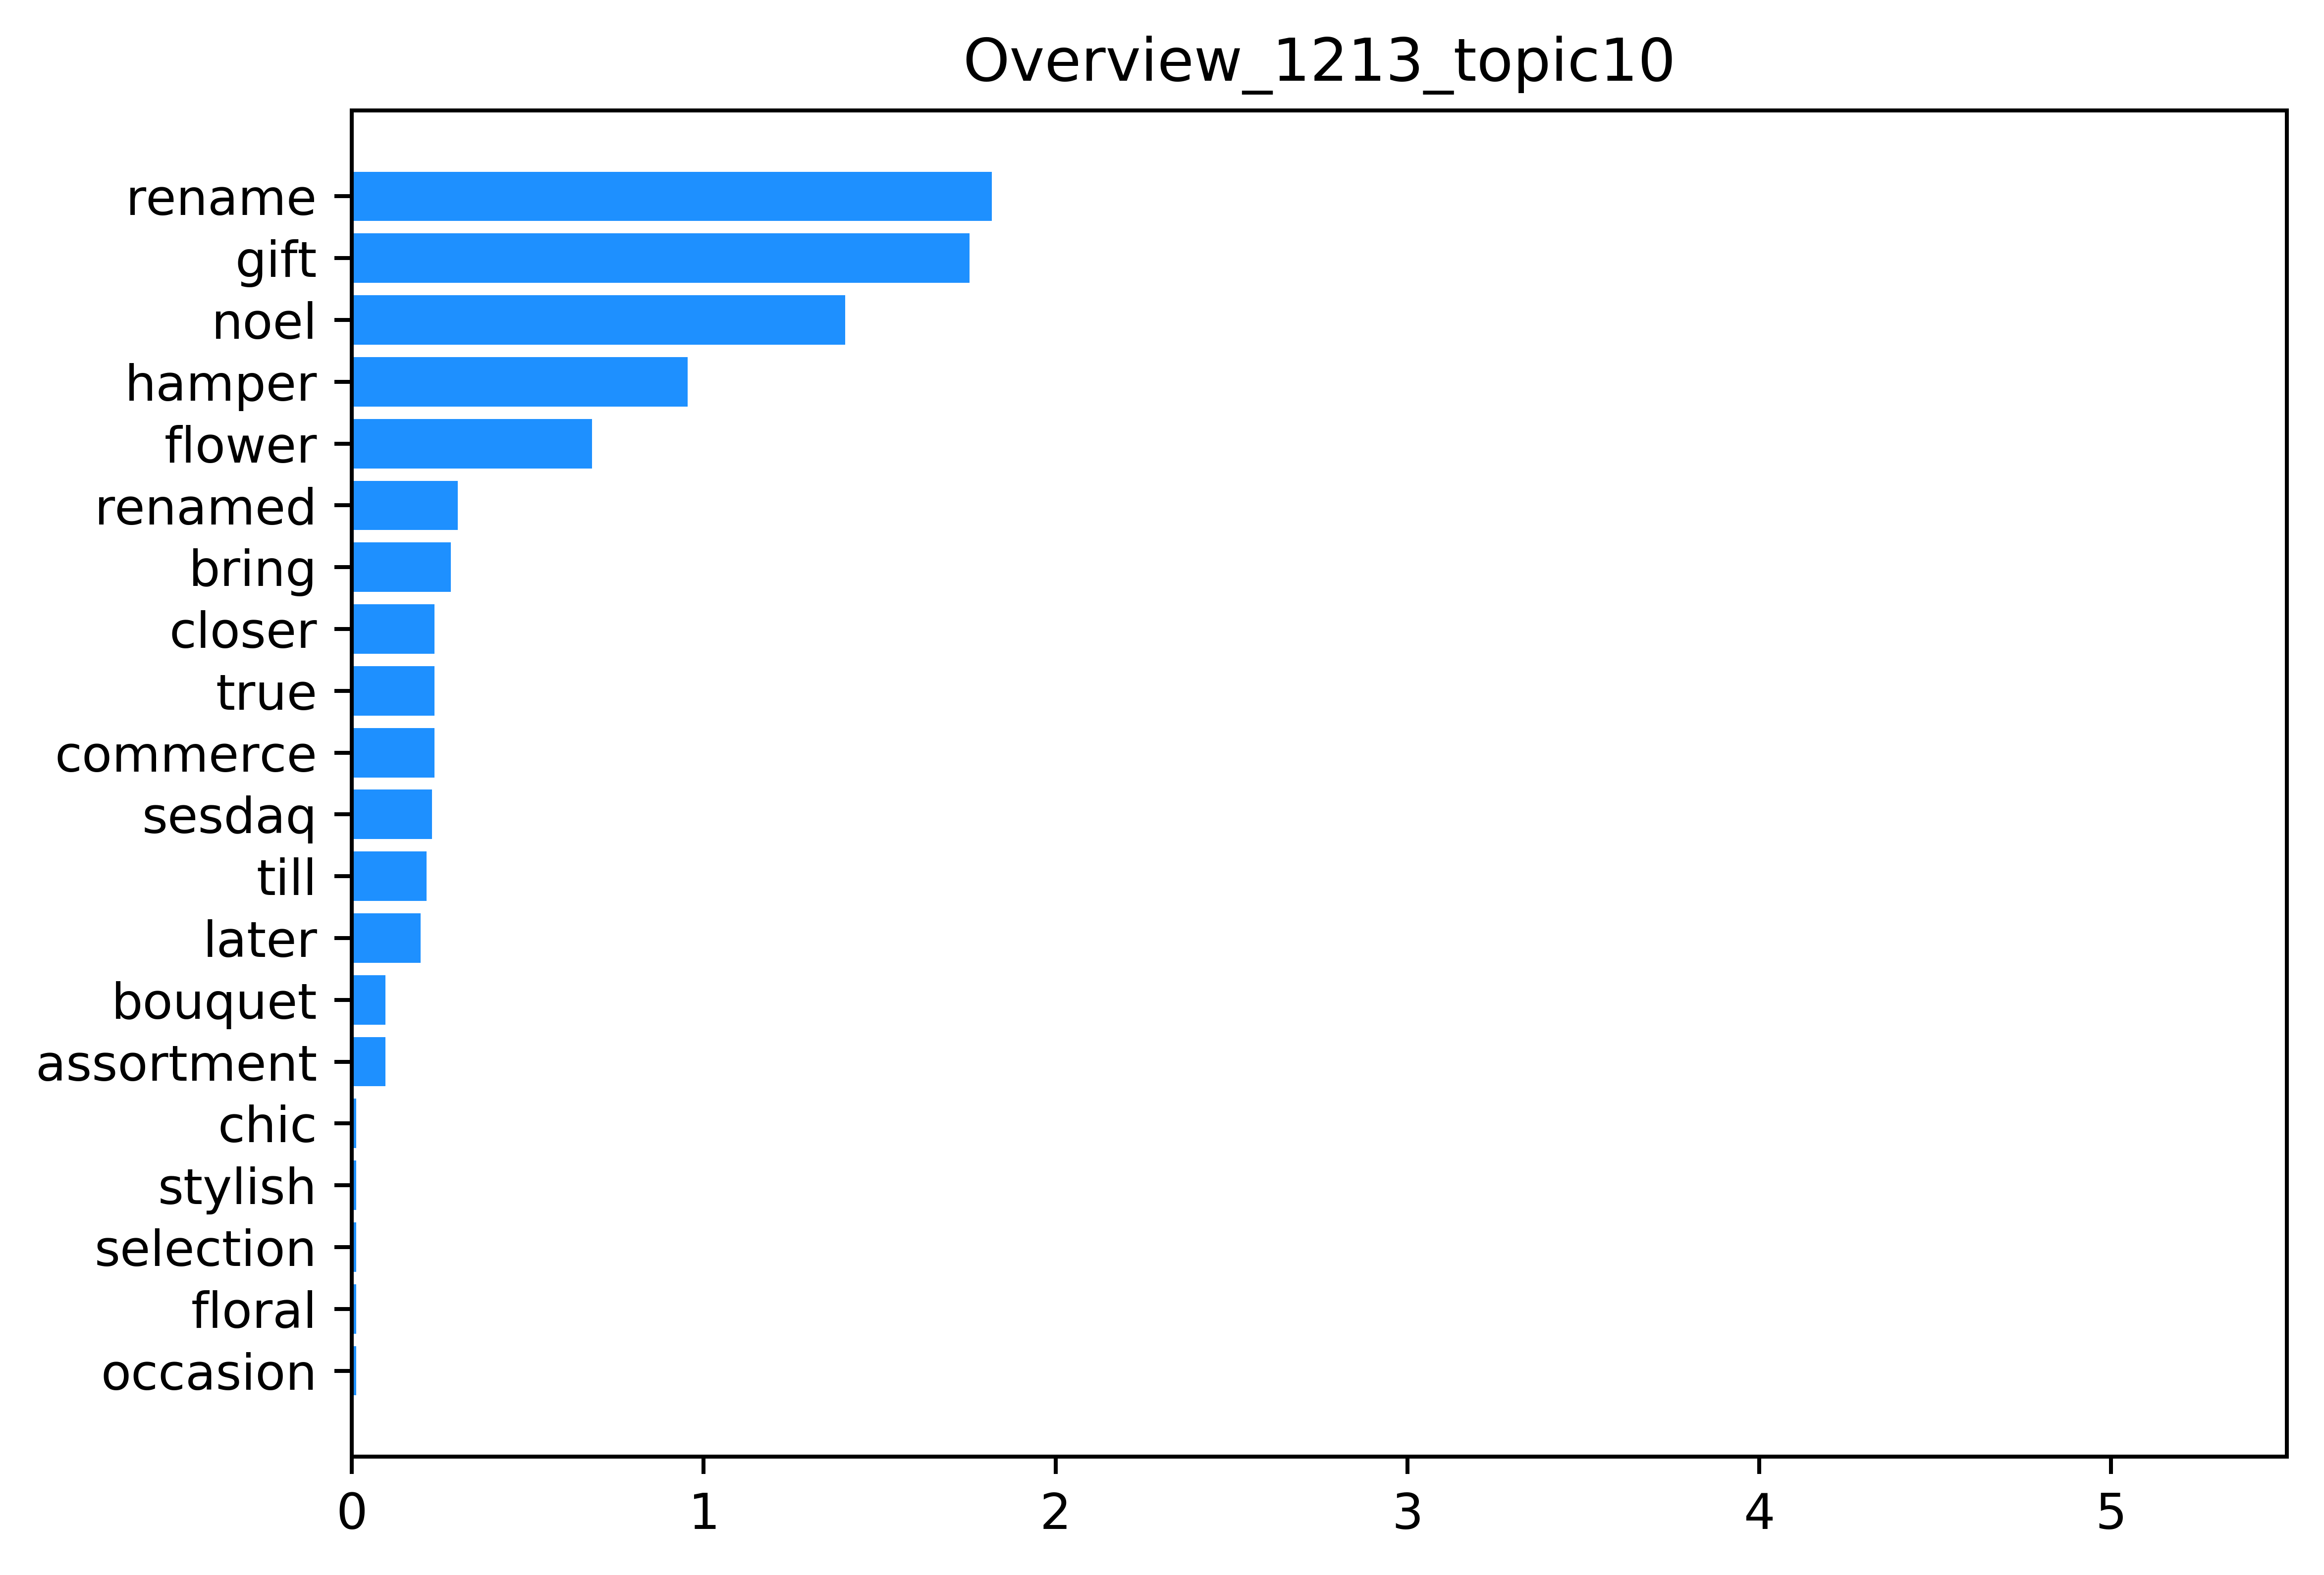 Overview_1213_topic10
rename
gift
noel
hamper
flower
renamed
bring
closer
true
commerce
sesdaq
till
later
bouquet
assortment
chic
stylish
selection
floral
occasion
0 1 2 3 4 5